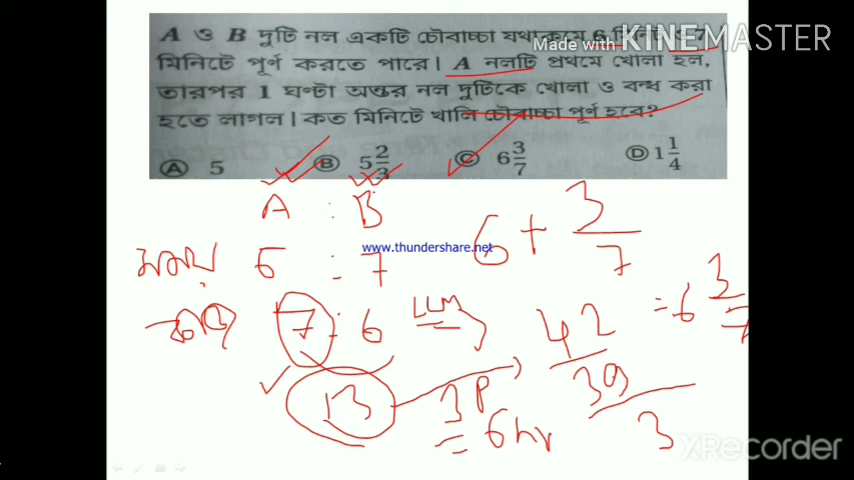 A ও B দুটি নল একটি চৌবাচ্চা যথাক্রমে 6 মিনিট ও 7
Made with KINEMASTER
মিনিটে পূর্ণ করতে পারে। A নলটি প্রথমে খোলা হল,
তারপর 1 ঘণ্টা অন্তর নল দুটিকে খোলা ও বন্ধ করা
হতে লাগল। কত মিনিটে খালি চৌবাচ্চা পূর্ণ হবে?
A 5 B 5 2/3 C 6 3/7 D 1 1/4
A : B
www.thundershare.net
সময় 6 : 7
6 + 3/7
কাজ 7 : 6 LCM 42
= 6 3/7
13 3P 39
= 6hr 3
XRecorder